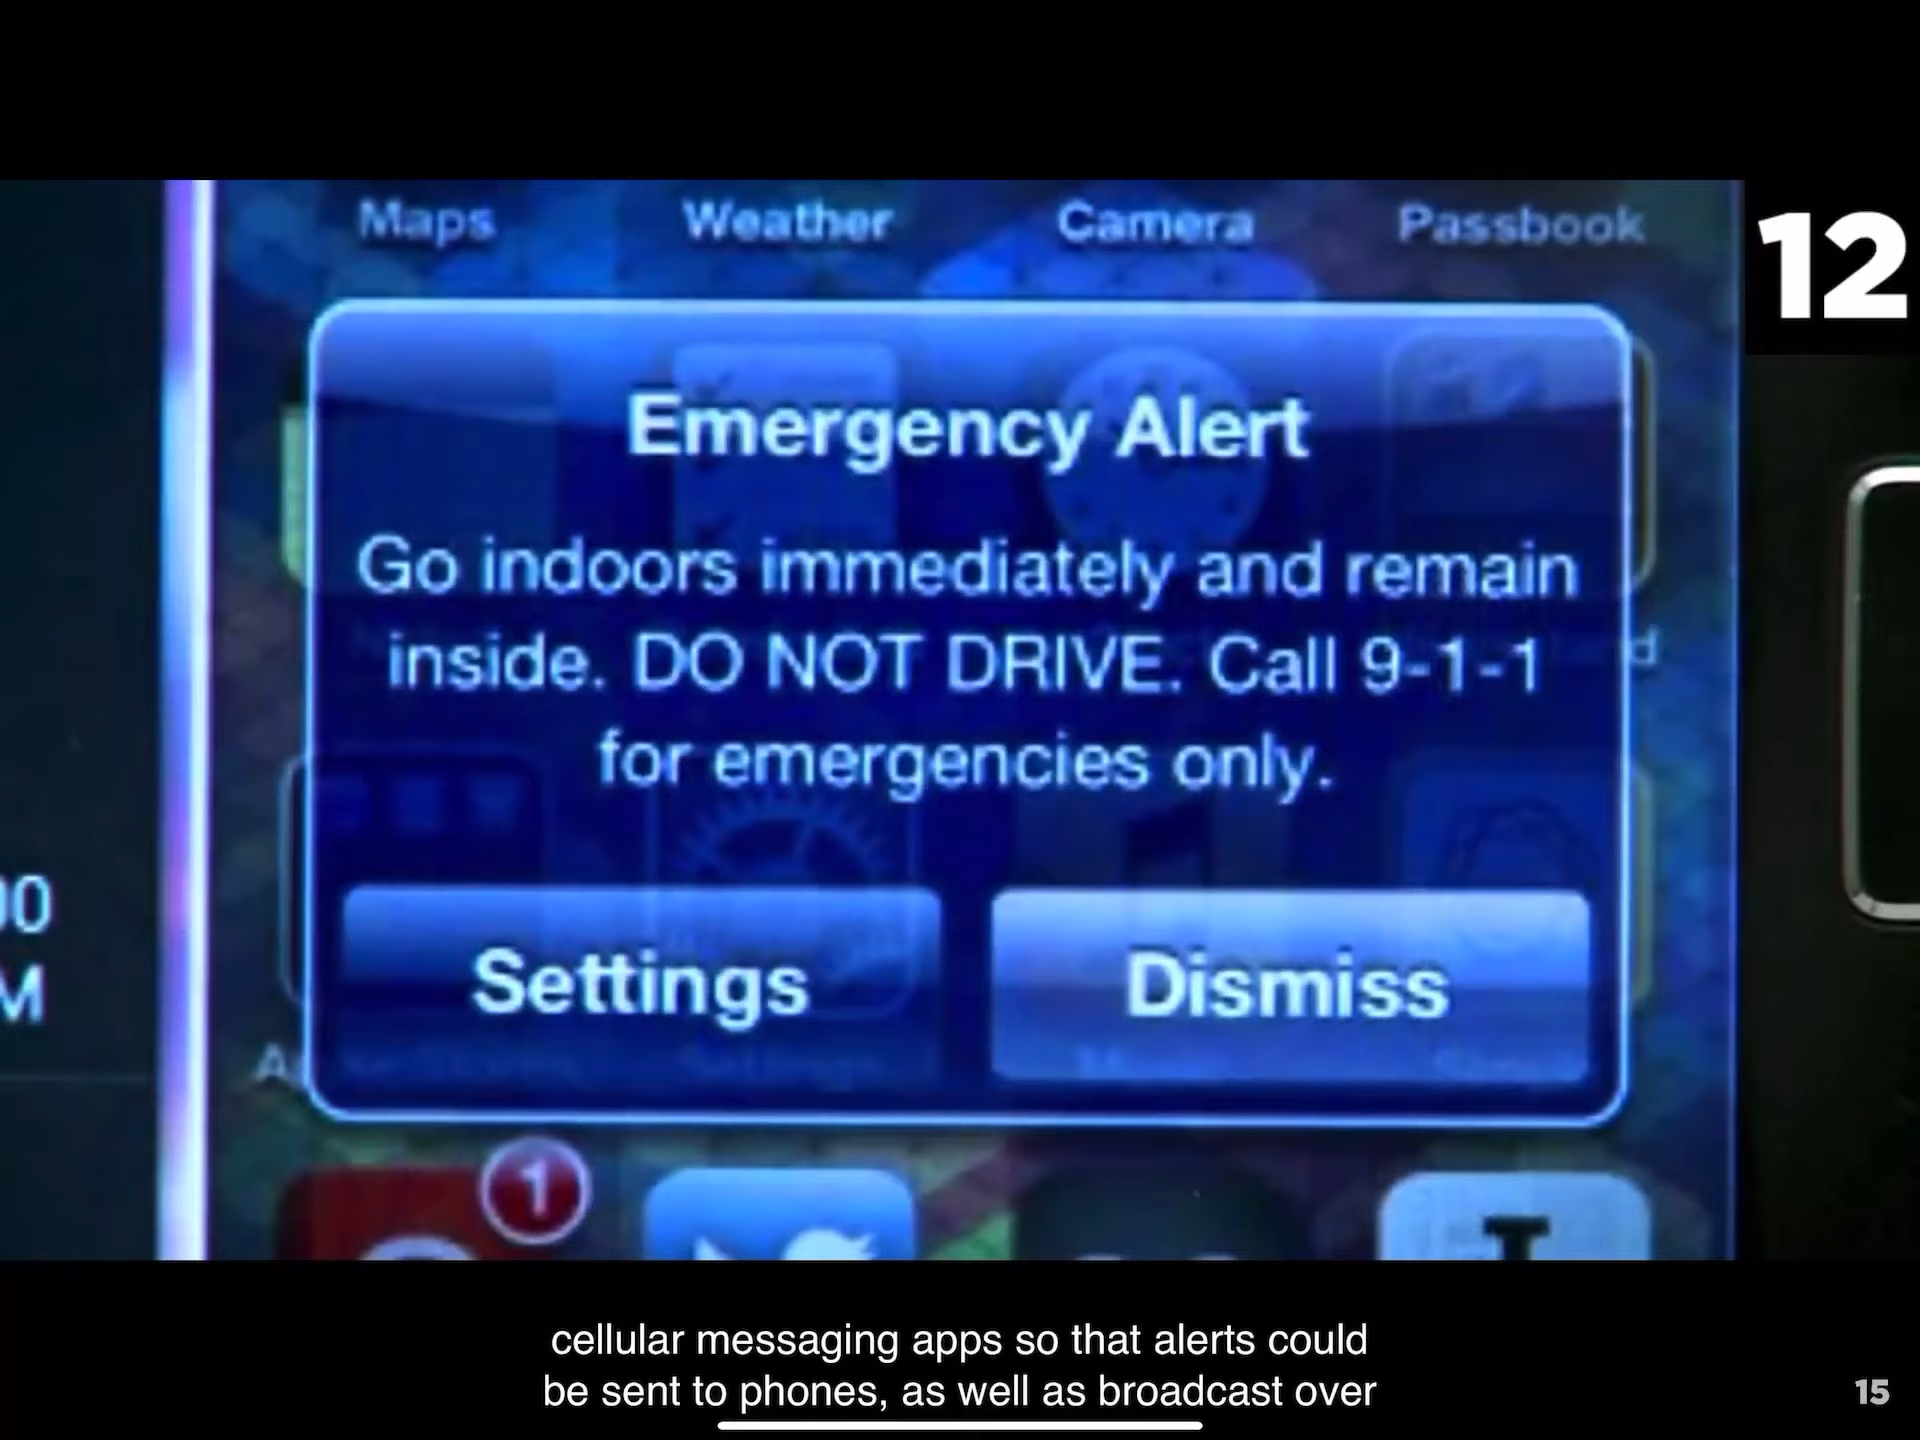 Maps Weather Camera Passbook
12
Emergency Alert
Go indoors immediately and remain
inside. DO NOT DRIVE. Call 9-1-1
for emergencies only.
00
M
Settings Dismiss
1
cellular messaging apps so that alerts could
be sent to phones, as well as broadcast over
15